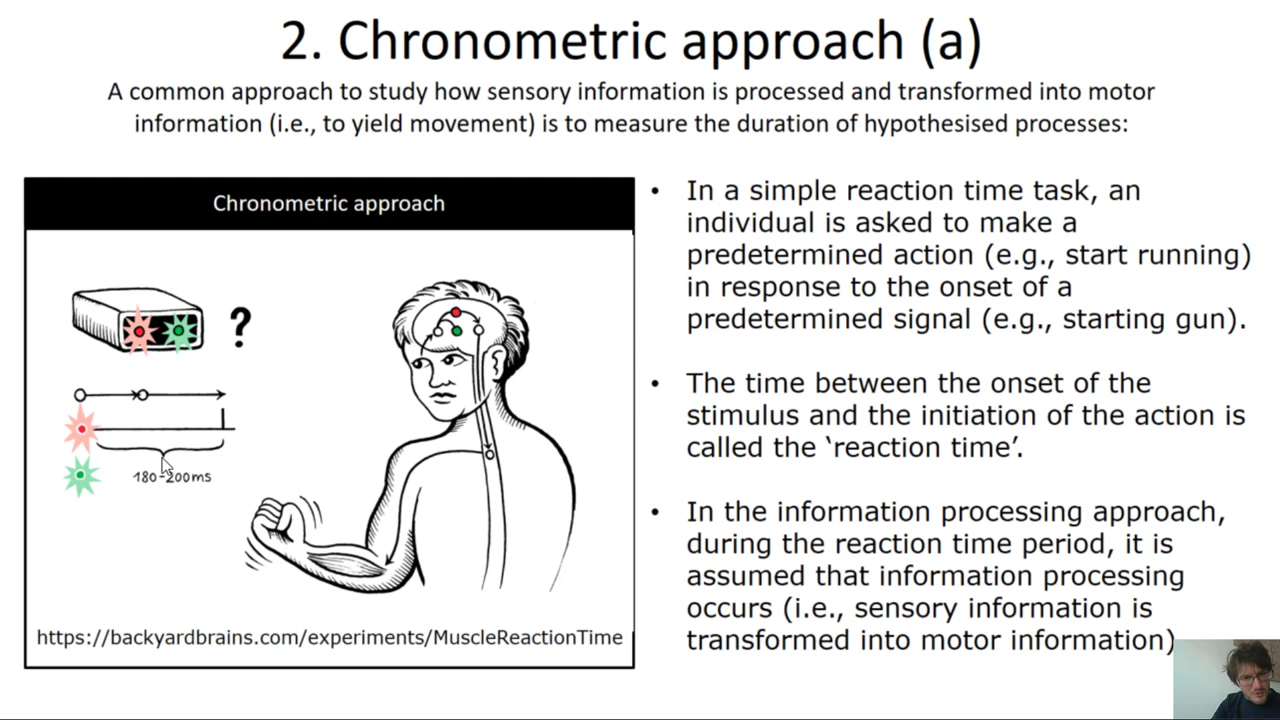 2. Chronometric approach (a)
A common approach to study how sensory information is processed and transformed into motor
information (i.e., to yield movement) is to measure the duration of hypothesised processes:
Chronometric approach
?
180-200ms
https://backyardbrains.com/experiments/MuscleReactionTime
• In a simple reaction time task, an
individual is asked to make a
predetermined action (e.g., start running)
in response to the onset of a
predetermined signal (e.g., starting gun).
• The time between the onset of the
stimulus and the initiation of the action is
called the ‘reaction time’.
• In the information processing approach,
during the reaction time period, it is
assumed that information processing
occurs (i.e., sensory information is
transformed into motor information)